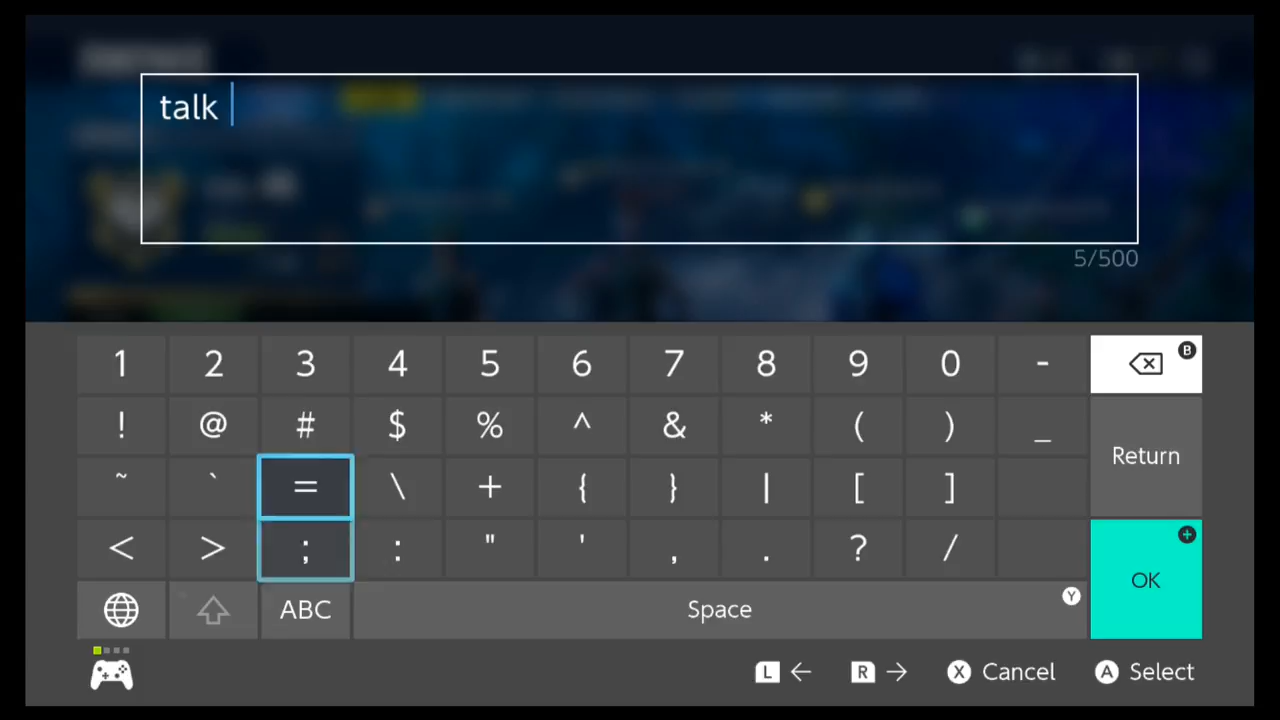 talk
5/500
1 2 3 4 5 6 7 8 9 0 - B
! @ # $ % ^ & * ( ) _ Return
~ ` = \ + { } | [ ]
< > ; : " ' , . ? / + OK
ABC Space Y
L ← R → X Cancel A Select